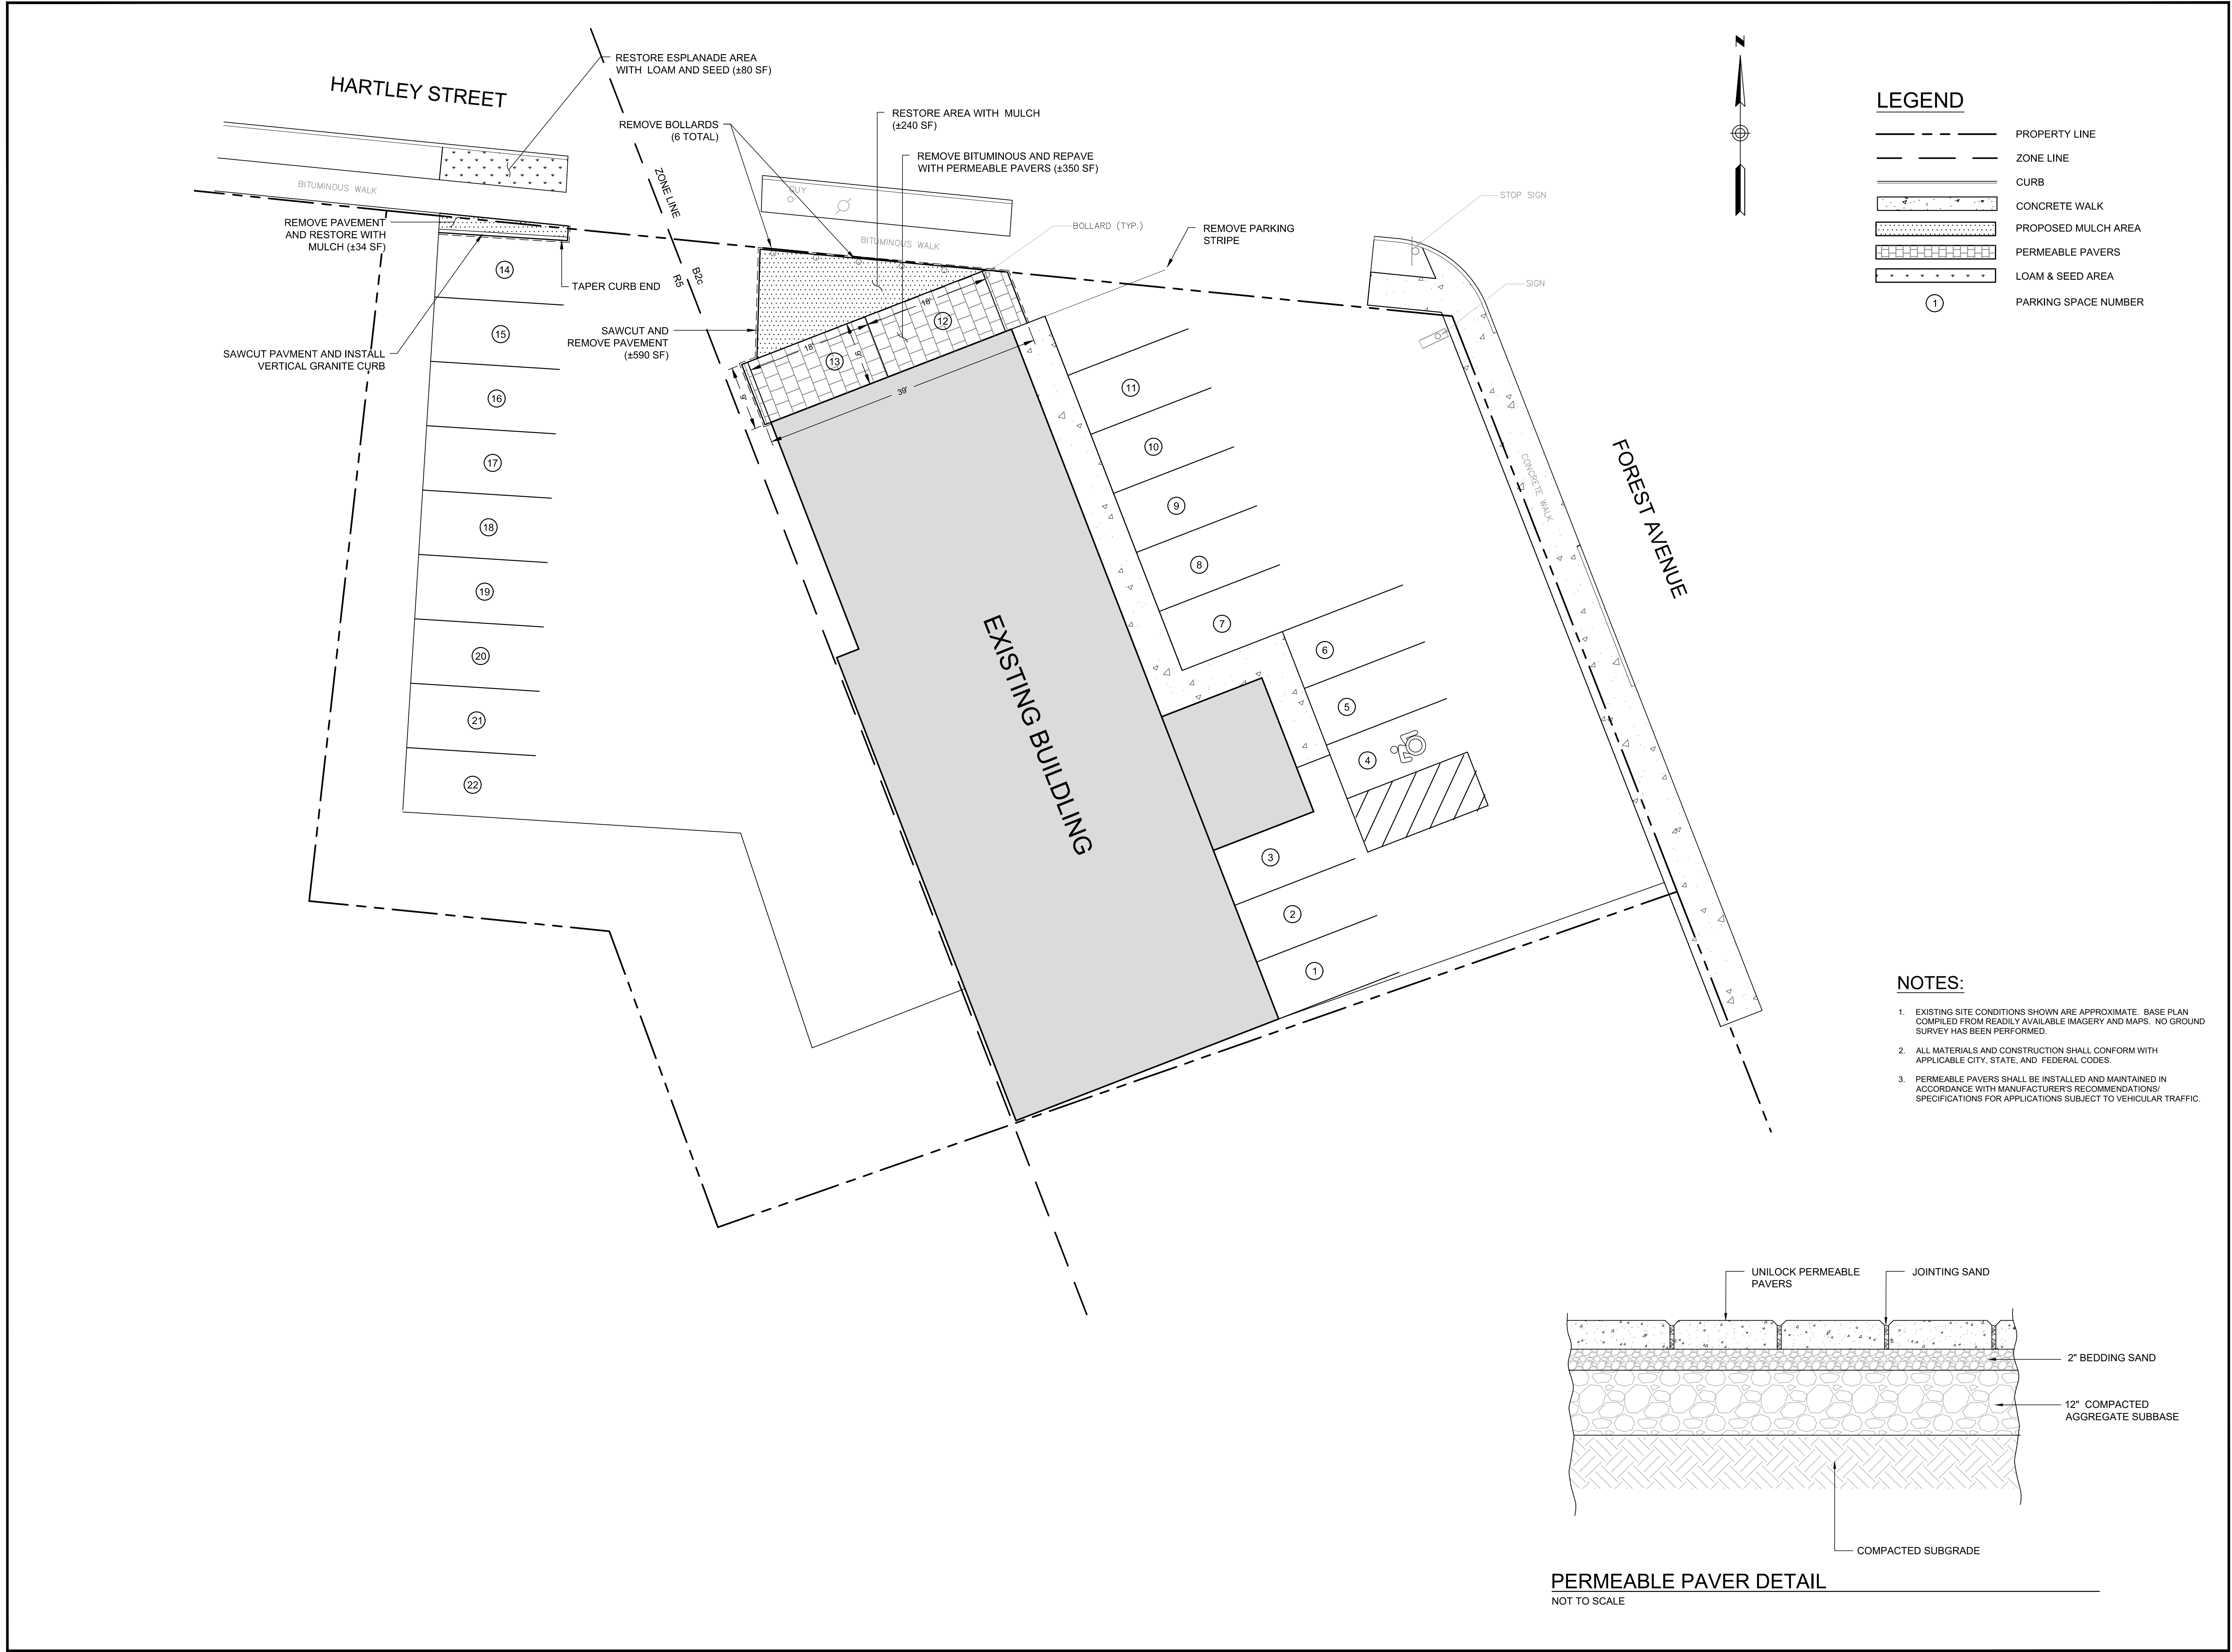 HARTLEY STREET
RESTORE ESPLANADE AREA
WITH LOAM AND SEED (±80 SF)
REMOVE BOLLARDS
(6 TOTAL)
RESTORE AREA WITH MULCH
(±240 SF)
REMOVE BITUMINOUS AND REPAVE
WITH PERMEABLE PAVERS (±350 SF)
BITUMINOUS WALK
ZONE LINE
GUY
BITUMINOUS WALK
BOLLARD (TYP.)
REMOVE PARKING
STRIPE
STOP SIGN
SIGN
REMOVE PAVEMENT
AND RESTORE WITH
MULCH (±34 SF)
TAPER CURB END
B2c
R5
SAWCUT AND
REMOVE PAVEMENT
(±590 SF)
SAWCUT PAVMENT AND INSTALL
VERTICAL GRANITE CURB
18'
18'
9'
9'
39'
14
15
16
17
18
19
20
21
22
12
13
11
10
9
8
7
6
5
4
3
2
1
EXISTING BUILDLING
CONCRETE WALK
FOREST AVENUE
N
LEGEND
PROPERTY LINE
ZONE LINE
CURB
CONCRETE WALK
PROPOSED MULCH AREA
PERMEABLE PAVERS
LOAM & SEED AREA
1 PARKING SPACE NUMBER
NOTES:
1. EXISTING SITE CONDITIONS SHOWN ARE APPROXIMATE. BASE PLAN
COMPILED FROM READILY AVAILABLE IMAGERY AND MAPS. NO GROUND
SURVEY HAS BEEN PERFORMED.
2. ALL MATERIALS AND CONSTRUCTION SHALL CONFORM WITH
APPLICABLE CITY, STATE, AND FEDERAL CODES.
3. PERMEABLE PAVERS SHALL BE INSTALLED AND MAINTAINED IN
ACCORDANCE WITH MANUFACTURER'S RECOMMENDATIONS/
SPECIFICATIONS FOR APPLICATIONS SUBJECT TO VEHICULAR TRAFFIC.
UNILOCK PERMEABLE
PAVERS
JOINTING SAND
2" BEDDING SAND
12" COMPACTED
AGGREGATE SUBBASE
COMPACTED SUBGRADE
PERMEABLE PAVER DETAIL
NOT TO SCALE